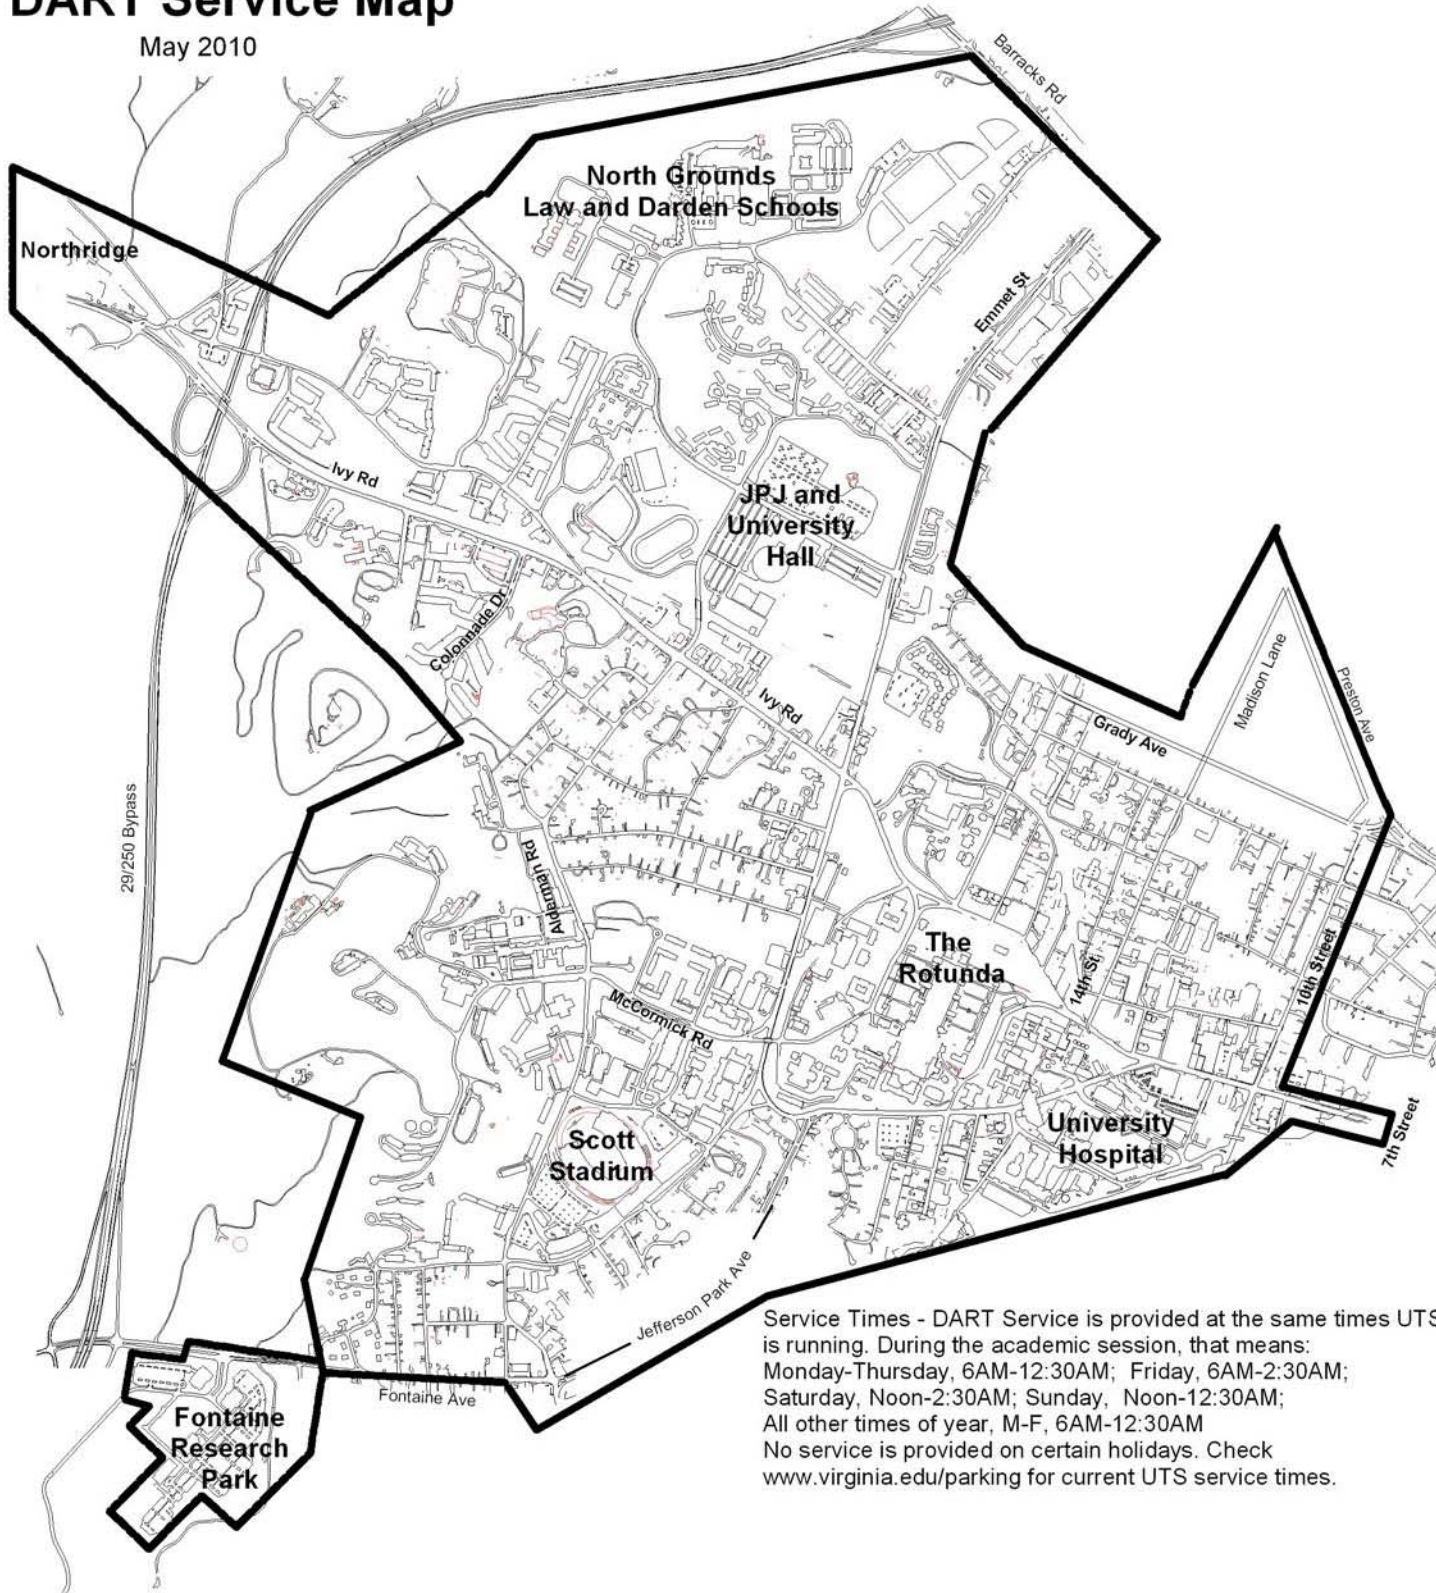 DART Service Map
May 2010
Barracks Rd
North Grounds
Law and Darden Schools
Northridge
Emmet St
Ivy Rd
JPJ and
University
Hall
Colonnade Dr
Madison Lane
Preston Ave
Ivy Rd
Grady Ave
29/250 Bypass
Alderman Rd
The
Rotunda
14th St
10th Street
McCormick Rd
University
Hospital
7th Street
Scott
Stadium
Jefferson Park Ave
Fontaine Ave
Fontaine
Research
Park
Service Times - DART Service is provided at the same times UTS
is running. During the academic session, that means:
Monday-Thursday, 6AM-12:30AM; Friday, 6AM-2:30AM;
Saturday, Noon-2:30AM; Sunday, Noon-12:30AM;
All other times of year, M-F, 6AM-12:30AM
No service is provided on certain holidays. Check
www.virginia.edu/parking for current UTS service times.